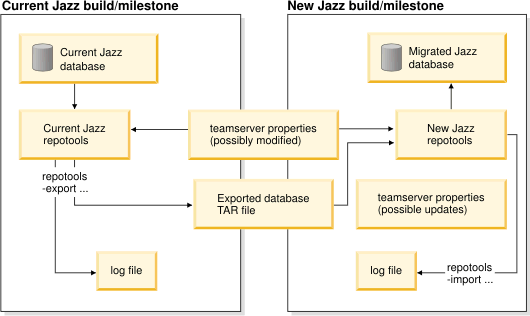 Current Jazz build/milestone
New Jazz build/milestone
Current Jazz
database
Migrated Jazz
database
Current Jazz
repotools
teamserver properties
(possibly modified)
New Jazz
repotools
repotools
-export ...
Exported database
TAR file
teamserver properties
(possible updates)
log file
log file
repotools
-import ...